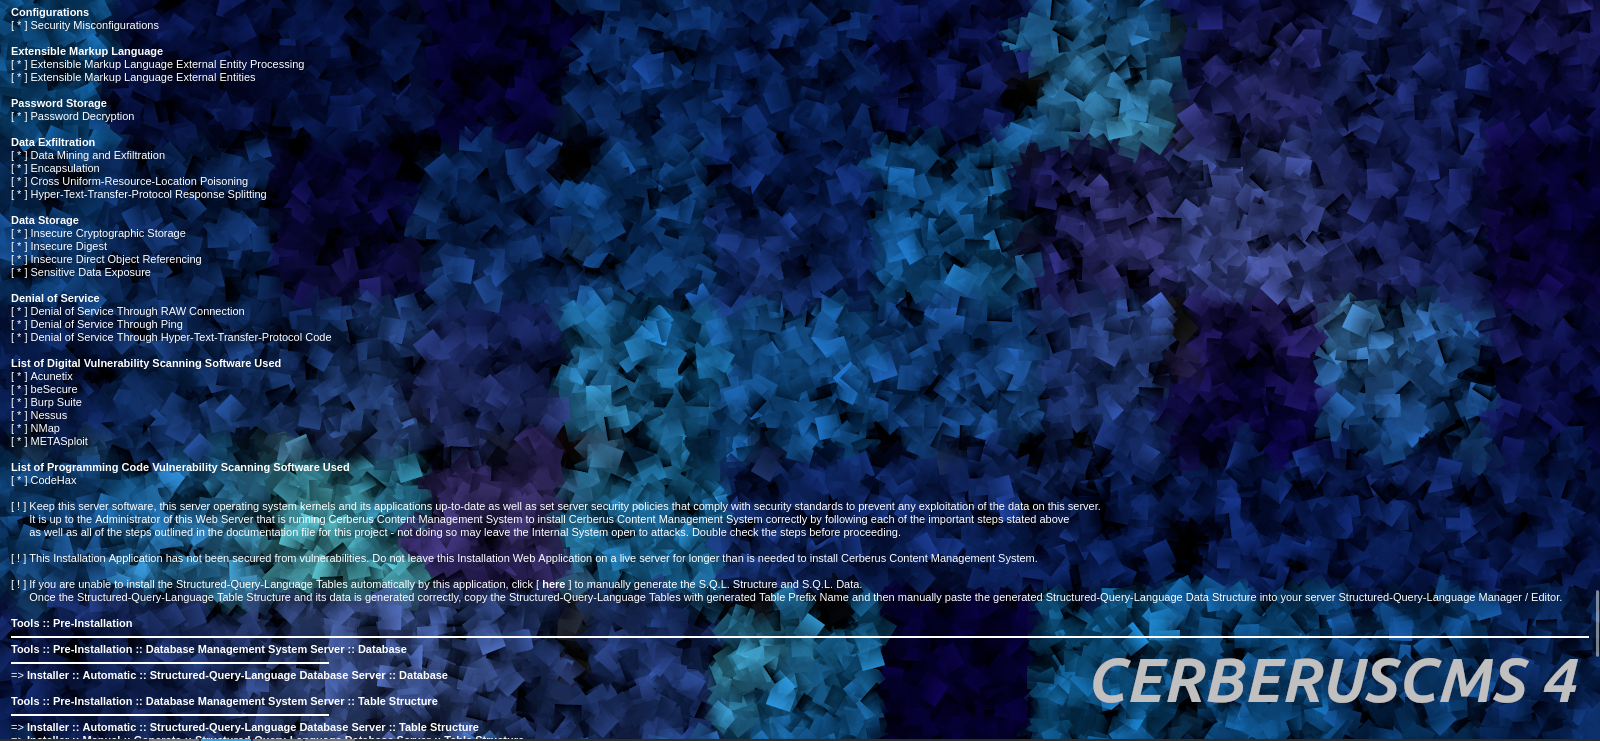 Configurations
[ * ] Security Misconfigurations
Extensible Markup Language
[ * ] Extensible Markup Language External Entity Processing
[ * ] Extensible Markup Language External Entities
Password Storage
[ * ] Password Decryption
Data Exfiltration
[ * ] Data Mining and Exfiltration
[ * ] Encapsulation
[ * ] Cross Uniform-Resource-Location Poisoning
[ * ] Hyper-Text-Transfer-Protocol Response Splitting
Data Storage
[ * ] Insecure Cryptographic Storage
[ * ] Insecure Digest
[ * ] Insecure Direct Object Referencing
[ * ] Sensitive Data Exposure
Denial of Service
[ * ] Denial of Service Through RAW Connection
[ * ] Denial of Service Through Ping
[ * ] Denial of Service Through Hyper-Text-Transfer-Protocol Code
List of Digital Vulnerability Scanning Software Used
[ * ] Acunetix
[ * ] beSecure
[ * ] Burp Suite
[ * ] Nessus
[ * ] NMap
[ * ] METASploit
List of Programming Code Vulnerability Scanning Software Used
[ * ] CodeHax
[ ! ] Keep this server software, this server operating system kernels and its applications up-to-date as well as set server security policies that comply with security standards to prevent any exploitation of the data on this server.
It is up to the Administrator of this Web Server that is running Cerberus Content Management System to install Cerberus Content Management System correctly by following each of the important steps stated above
as well as all of the steps outlined in the documentation file for this project - not doing so may leave the Internal System open to attacks. Double check the steps before proceeding.
[ ! ] This Installation Application has not been secured from vulnerabilities. Do not leave this Installation Web Application on a live server for longer than is needed to install Cerberus Content Management System.
[ ! ] If you are unable to install the Structured-Query-Language Tables automatically by this application, click [ here ] to manually generate the S.Q.L. Structure and S.Q.L. Data.
Once the Structured-Query-Language Table Structure and its data is generated correctly, copy the Structured-Query-Language Tables with generated Table Prefix Name and then manually paste the generated Structured-Query-Language Data Structure into your server Structured-Query-Language Manager / Editor.
Tools :: Pre-Installation
Tools :: Pre-Installation :: Database Management System Server :: Database
=> Installer :: Automatic :: Structured-Query-Language Database Server :: Database
Tools :: Pre-Installation :: Database Management System Server :: Table Structure
=> Installer :: Automatic :: Structured-Query-Language Database Server :: Table Structure
=> Installer :: Manual :: Generate :: Structured-Query-Language Database Server :: Table Structure
CERBERUSCMS 4